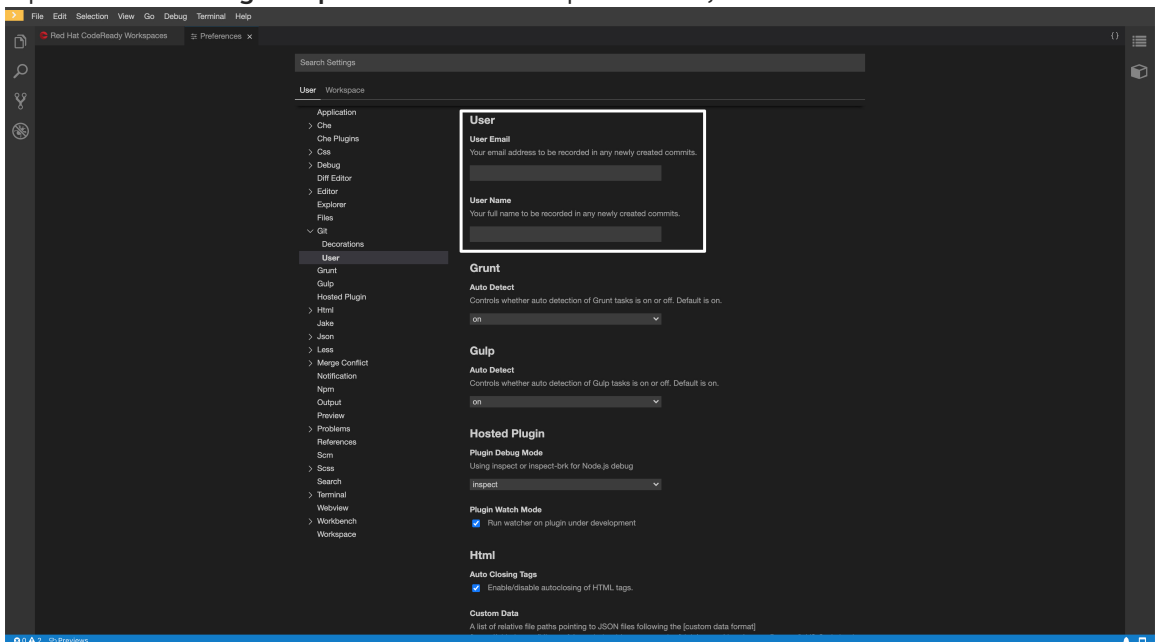 File Edit Selection View Go Debug Terminal Help
Red Hat CodeReady Workspaces Preferences x {}
Search Settings
User Workspace
Application
> Che
Che Plugins
> Css
> Debug
Diff Editor
> Editor
Explorer
Files
Git
Decorations
User
Grunt
Gulp
Hosted Plugin
> Html
Jake
> Json
> Less
> Merge Conflict
Notification
Npm
Output
Preview
> Problems
References
Scm
> Scss
Search
> Terminal
Webview
> Workbench
Workspace
User
User Email
Your email address to be recorded in any newly created commits.
User Name
Your full name to be recorded in any newly created commits.
Grunt
Auto Detect
Controls whether auto detection of Grunt tasks is on or off. Default is on.
on
Gulp
Auto Detect
Controls whether auto detection of Gulp tasks is on or off. Default is on.
on
Hosted Plugin
Plugin Debug Mode
Using inspect or inspect-brk for Node.js debug
inspect
Plugin Watch Mode
Run watcher on plugin under development
Html
Auto Closing Tags
Enable/disable autoclosing of HTML tags.
Custom Data
A list of relative file paths pointing to JSON files following the [custom data format]
0 2 Previews